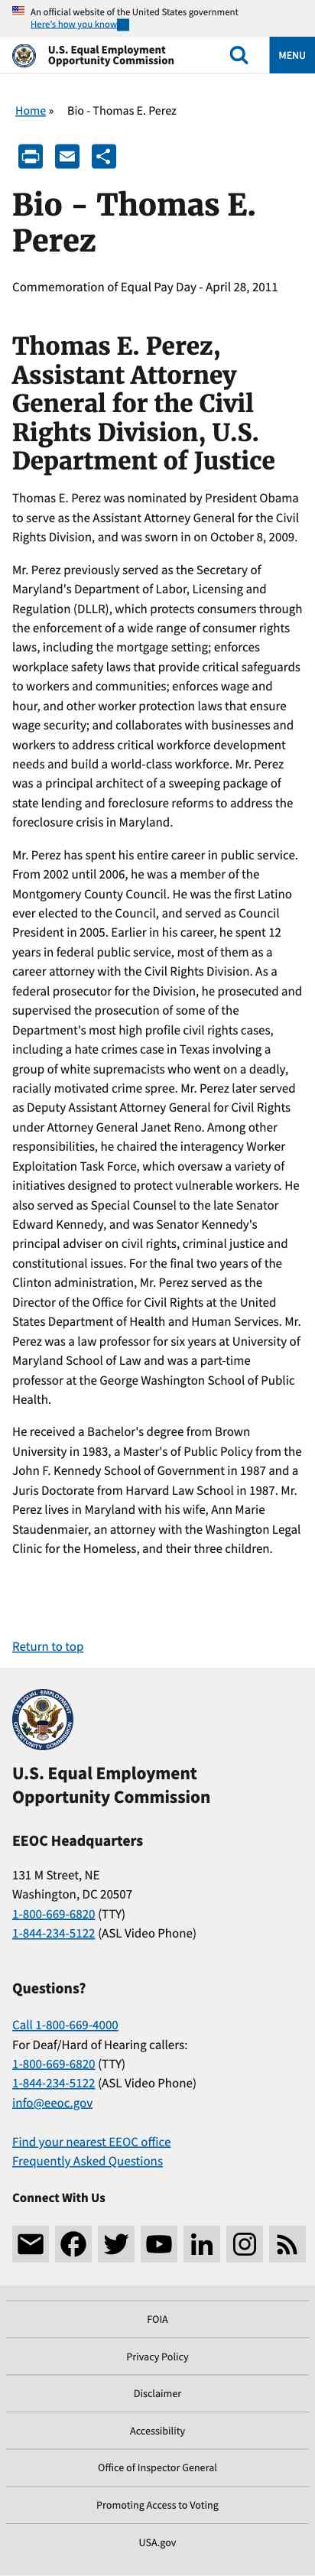 An official website of the United States government
Here's how you know
U.S. Equal Employment
Opportunity Commission
MENU
Home » Bio - Thomas E. Perez
Bio - Thomas E.
Perez
Commemoration of Equal Pay Day - April 28, 2011
Thomas E. Perez,
Assistant Attorney
General for the Civil
Rights Division, U.S.
Department of Justice
Thomas E. Perez was nominated by President Obama
to serve as the Assistant Attorney General for the Civil
Rights Division, and was sworn in on October 8, 2009.
Mr. Perez previously served as the Secretary of
Maryland's Department of Labor, Licensing and
Regulation (DLLR), which protects consumers through
the enforcement of a wide range of consumer rights
laws, including the mortgage setting; enforces
workplace safety laws that provide critical safeguards
to workers and communities; enforces wage and
hour, and other worker protection laws that ensure
wage security; and collaborates with businesses and
workers to address critical workforce development
needs and build a world-class workforce. Mr. Perez
was a principal architect of a sweeping package of
state lending and foreclosure reforms to address the
foreclosure crisis in Maryland.
Mr. Perez has spent his entire career in public service.
From 2002 until 2006, he was a member of the
Montgomery County Council. He was the first Latino
ever elected to the Council, and served as Council
President in 2005. Earlier in his career, he spent 12
years in federal public service, most of them as a
career attorney with the Civil Rights Division. As a
federal prosecutor for the Division, he prosecuted and
supervised the prosecution of some of the
Department's most high profile civil rights cases,
including a hate crimes case in Texas involving a
group of white supremacists who went on a deadly,
racially motivated crime spree. Mr. Perez later served
as Deputy Assistant Attorney General for Civil Rights
under Attorney General Janet Reno. Among other
responsibilities, he chaired the interagency Worker
Exploitation Task Force, which oversaw a variety of
initiatives designed to protect vulnerable workers. He
also served as Special Counsel to the late Senator
Edward Kennedy, and was Senator Kennedy's
principal adviser on civil rights, criminal justice and
constitutional issues. For the final two years of the
Clinton administration, Mr. Perez served as the
Director of the Office for Civil Rights at the United
States Department of Health and Human Services. Mr.
Perez was a law professor for six years at University of
Maryland School of Law and was a part-time
professor at the George Washington School of Public
Health.
He received a Bachelor's degree from Brown
University in 1983, a Master's of Public Policy from the
John F. Kennedy School of Government in 1987 and a
Juris Doctorate from Harvard Law School in 1987. Mr.
Perez lives in Maryland with his wife, Ann Marie
Staudenmaier, an attorney with the Washington Legal
Clinic for the Homeless, and their three children.
Return to top
U.S. Equal Employment
Opportunity Commission
EEOC Headquarters
131 M Street, NE
Washington, DC 20507
1-800-669-6820 (TTY)
1-844-234-5122 (ASL Video Phone)
Questions?
Call 1-800-669-4000
For Deaf/Hard of Hearing callers:
1-800-669-6820 (TTY)
1-844-234-5122 (ASL Video Phone)
info@eeoc.gov
Find your nearest EEOC office
Frequently Asked Questions
Connect With Us
FOIA
Privacy Policy
Disclaimer
Accessibility
Office of Inspector General
Promoting Access to Voting
USA.gov